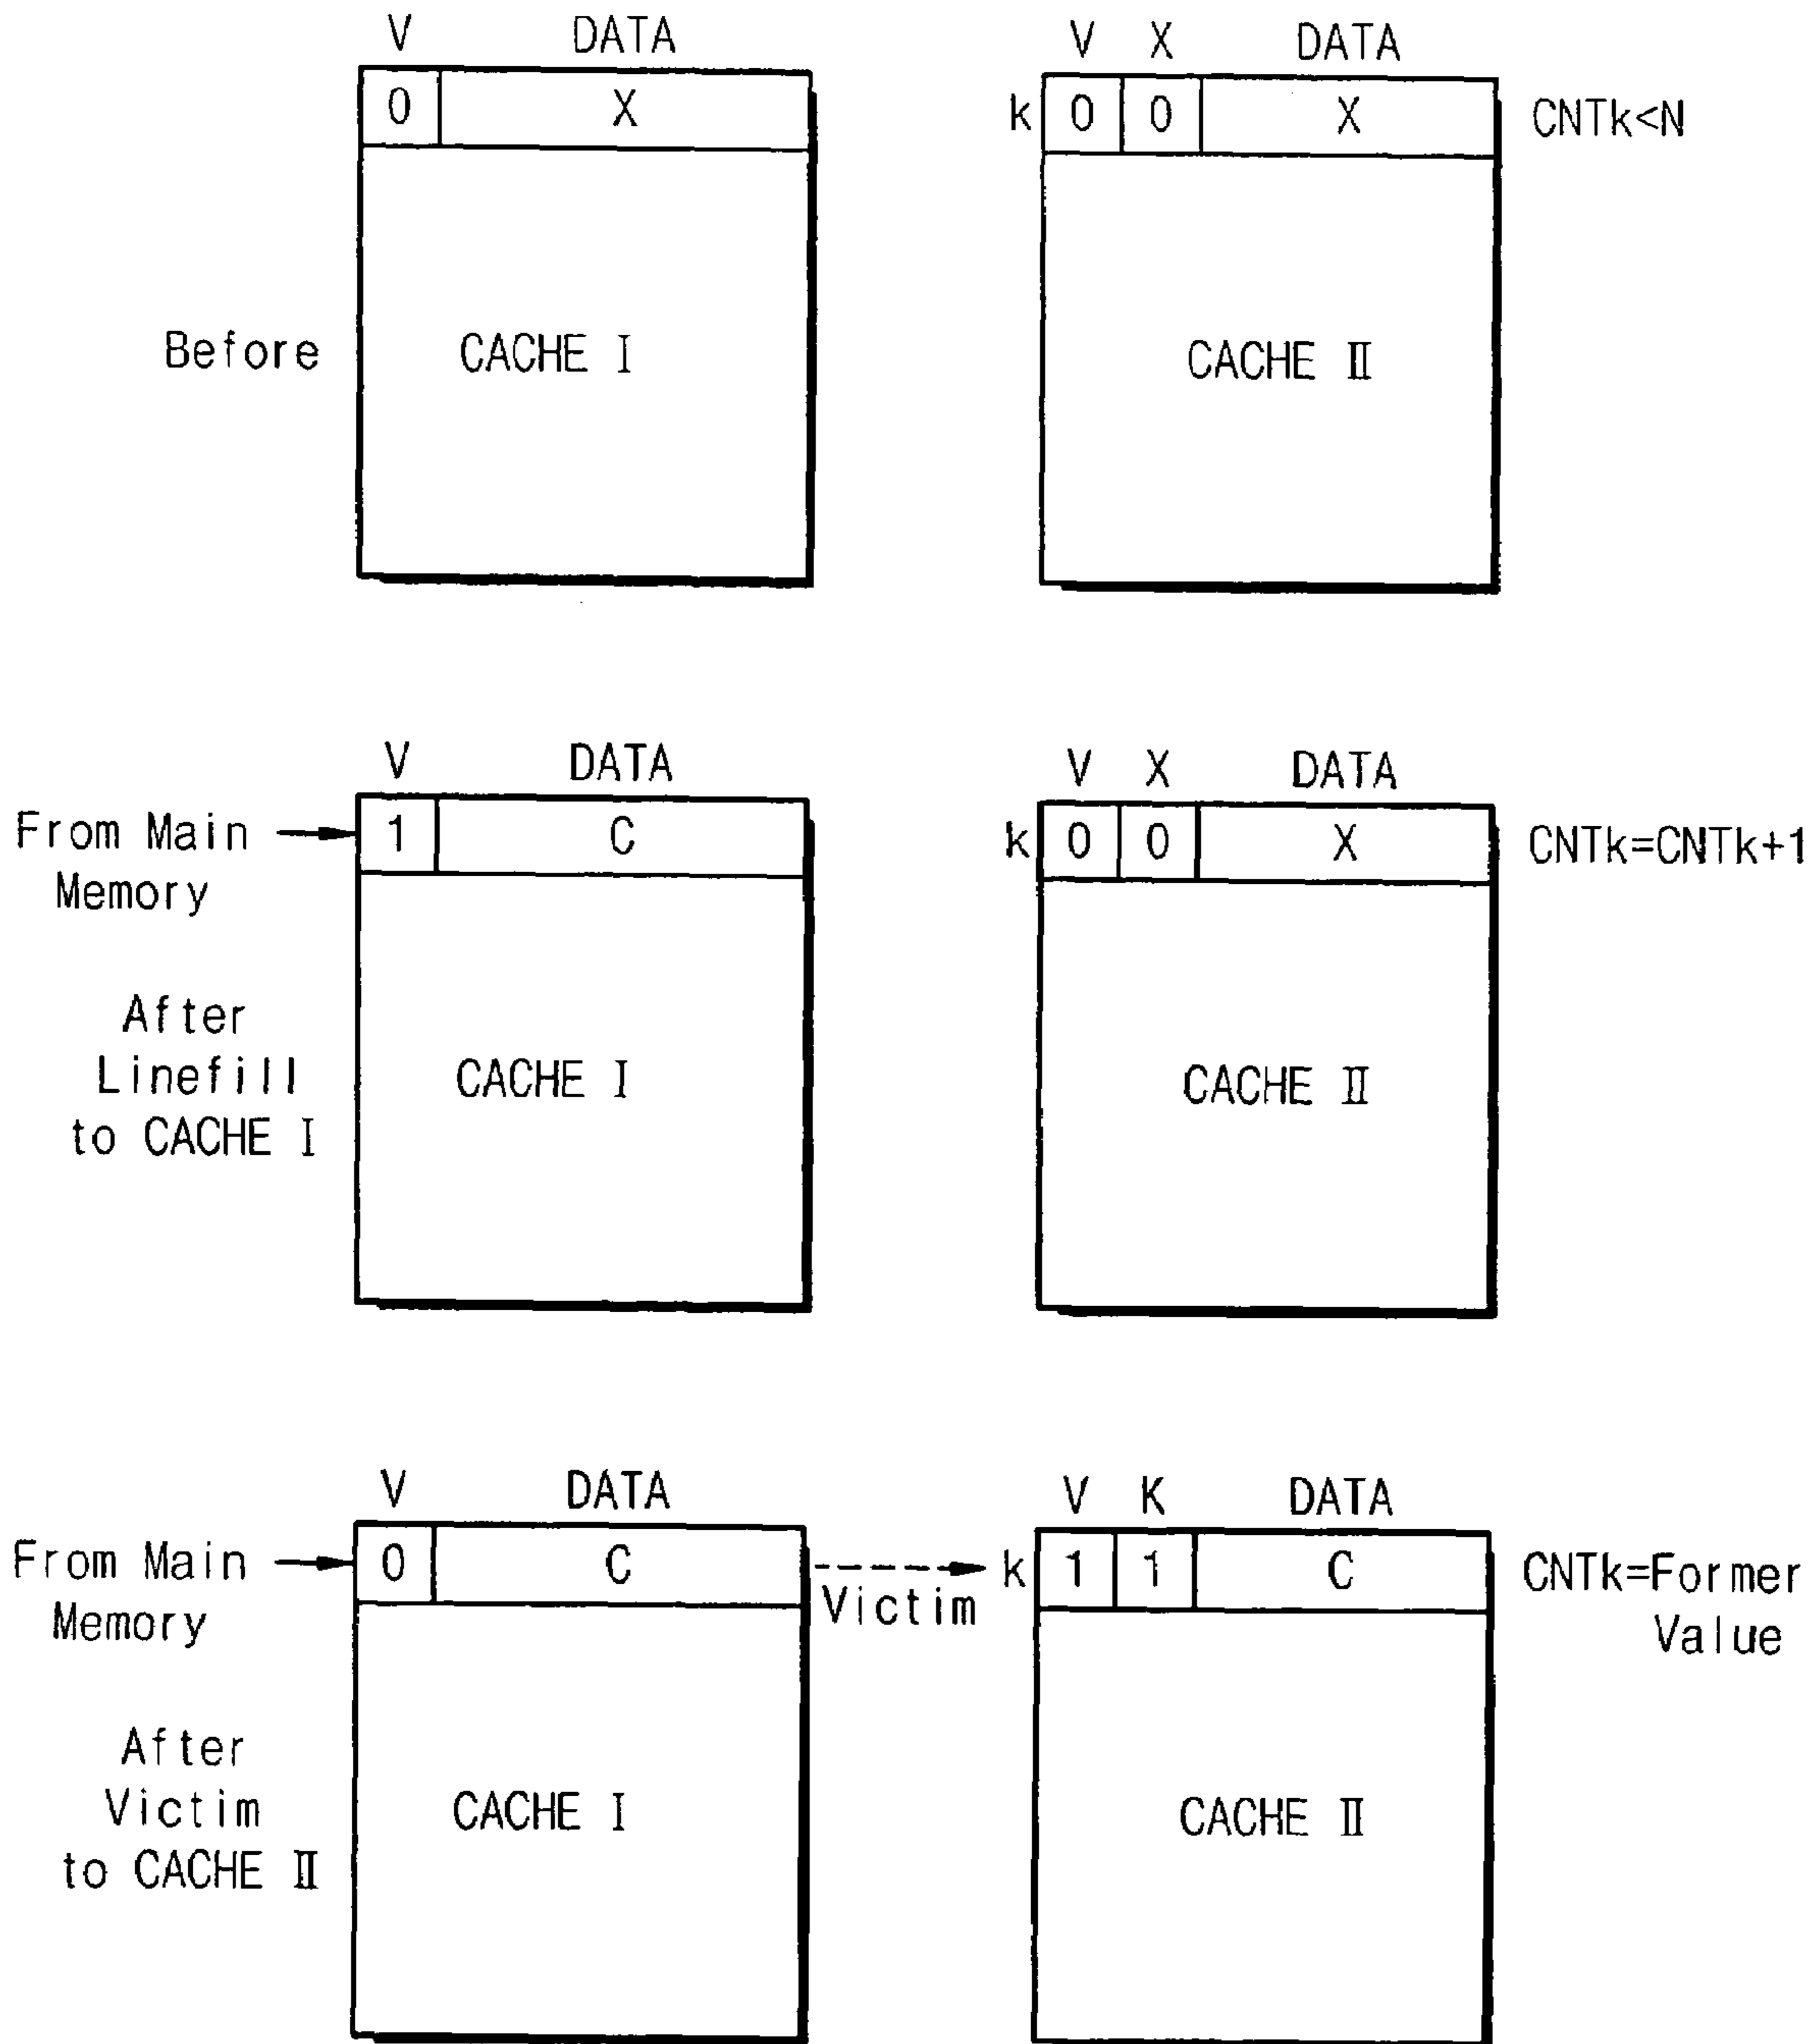 V DATA
0 X
CACHE I
Before
V X DATA
k 0 0 X
CNTk<N
CACHE II
V DATA
From Main
Memory
1 C
After
Linefill
to CACHE I
CACHE I
V X DATA
k 0 0 X
CNTk=CNTk+1
CACHE II
V DATA
From Main
Memory
0 C
Victim
After
Victim
to CACHE II
CACHE I
V K DATA
k 1 1 C
CNTk=Former
Value
CACHE II